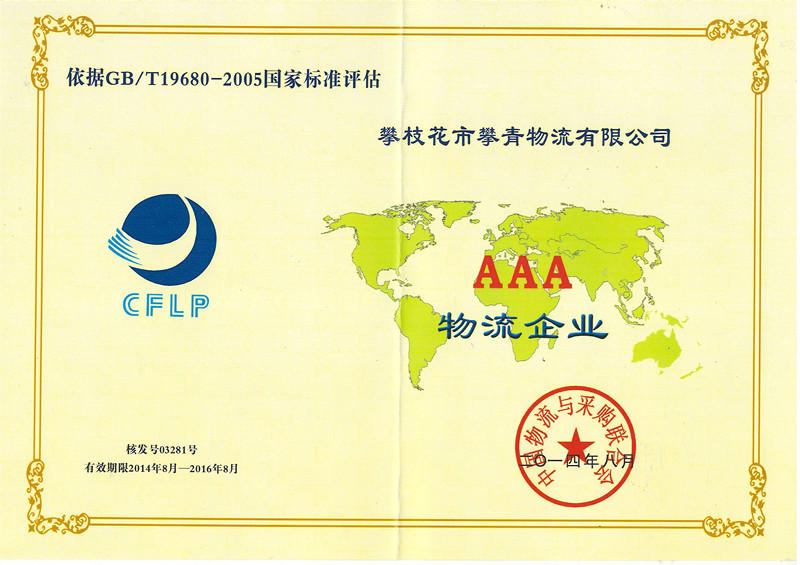 依据GB/T19680-2005国家标准评估
攀枝花市攀青物流有限公司
CFLP
AAA
物流企业
中国物流与采购联合会
二〇一四年八月
核发号03281号
有效期限2014年8月—2016年8月